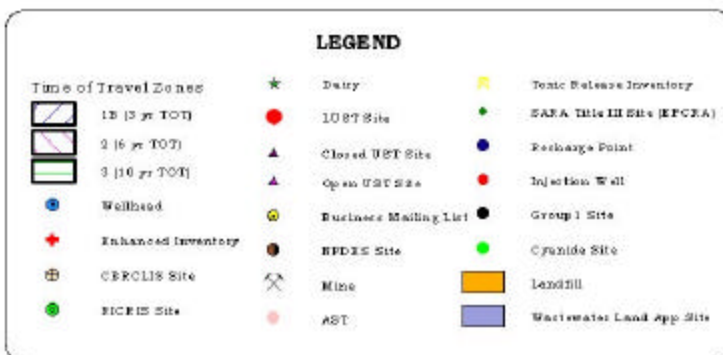 LEGEND
Time of Travel Zones
1B (3 yr TOT)
2 (6 yr TOT)
3 (10 yr TOT)
Wellhead
Enhanced Inventory
CERCLIS Site
RICRIS Site
Dairy
LUST Site
Closed UST Site
Open UST Site
Business Mailing List
NPDES Site
Mine
AST
Toxic Release Inventory
SARA Title III Site (EPCRA)
Recharge Point
Injection Well
Group 1 Site
Cyanide Site
Landfill
Wastewater Land App Site